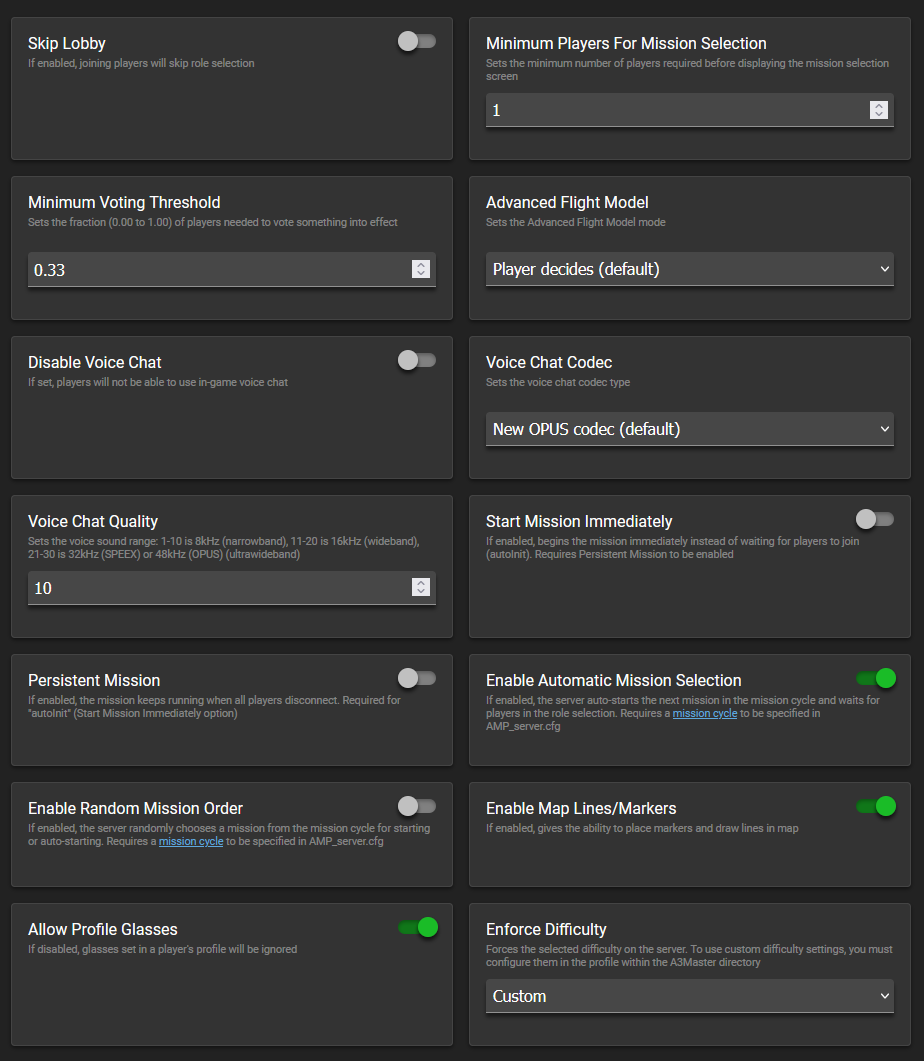 Skip Lobby
If enabled, joining players will skip role selection
Minimum Players For Mission Selection
Sets the minimum number of players required before displaying the mission selection
screen
1
Minimum Voting Threshold
Sets the fraction (0.00 to 1.00) of players needed to vote something into effect
0.33
Advanced Flight Model
Sets the Advanced Flight Model mode
Player decides (default)
Disable Voice Chat
If set, players will not be able to use in-game voice chat
Voice Chat Codec
Sets the voice chat codec type
New OPUS codec (default)
Voice Chat Quality
Sets the voice sound range: 1-10 is 8kHz (narrowband), 11-20 is 16kHz (wideband),
21-30 is 32kHz (SPEEX) or 48kHz (OPUS) (ultrawideband)
10
Start Mission Immediately
If enabled, begins the mission immediately instead of waiting for players to join
(autoInit). Requires Persistent Mission to be enabled
Persistent Mission
If enabled, the mission keeps running when all players disconnect. Required for
"autoInit" (Start Mission Immediately option)
Enable Automatic Mission Selection
If enabled, the server auto-starts the next mission in the mission cycle and waits for
players in the role selection. Requires a mission cycle to be specified in
AMP_server.cfg
Enable Random Mission Order
If enabled, the server randomly chooses a mission from the mission cycle for starting
or auto-starting. Requires a mission cycle to be specified in AMP_server.cfg
Enable Map Lines/Markers
If enabled, gives the ability to place markers and draw lines in map
Allow Profile Glasses
If disabled, glasses set in a player's profile will be ignored
Enforce Difficulty
Forces the selected difficulty on the server. To use custom difficulty settings, you must
configure them in the profile within the A3Master directory
Custom